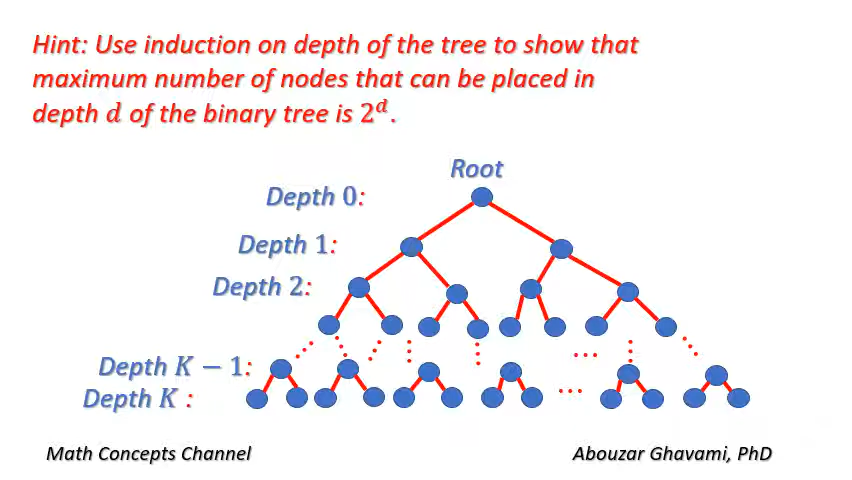 Hint: Use induction on depth of the tree to show that
maximum number of nodes that can be placed in
depth d of the binary tree is 2^d.
Root
Depth 0:
Depth 1:
Depth 2:
Depth K − 1:
Depth K :
Math Concepts Channel
Abouzar Ghavami, PhD